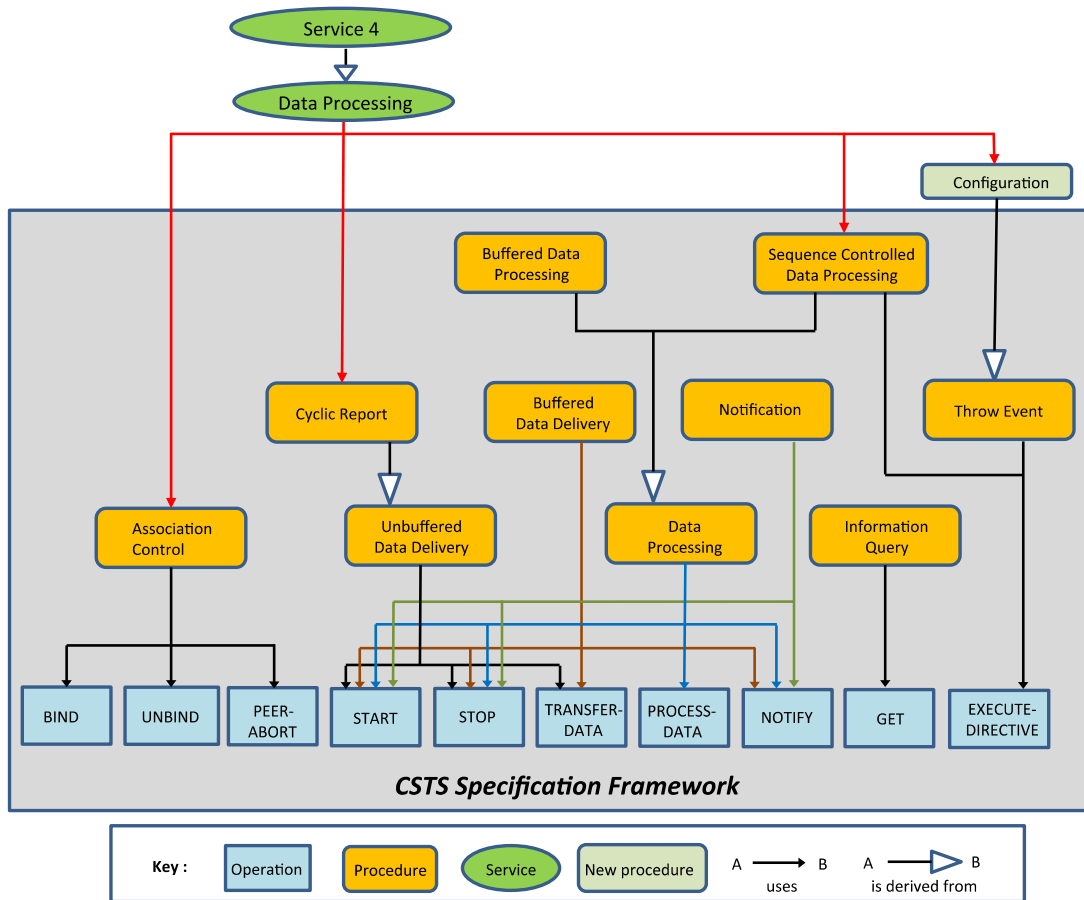 Service 4
Data Processing
Configuration
Buffered Data
Processing
Sequence Controlled
Data Processing
Cyclic Report
Buffered
Data Delivery
Notification
Throw Event
Association
Control
Unbuffered
Data Delivery
Data
Processing
Information
Query
BIND
UNBIND
PEER-
ABORT
START
STOP
TRANSFER-
DATA
PROCESS-
DATA
NOTIFY
GET
EXECUTE-
DIRECTIVE
CSTS Specification Framework
Key :
Operation
Procedure
Service
New procedure
A B
uses
A B
is derived from